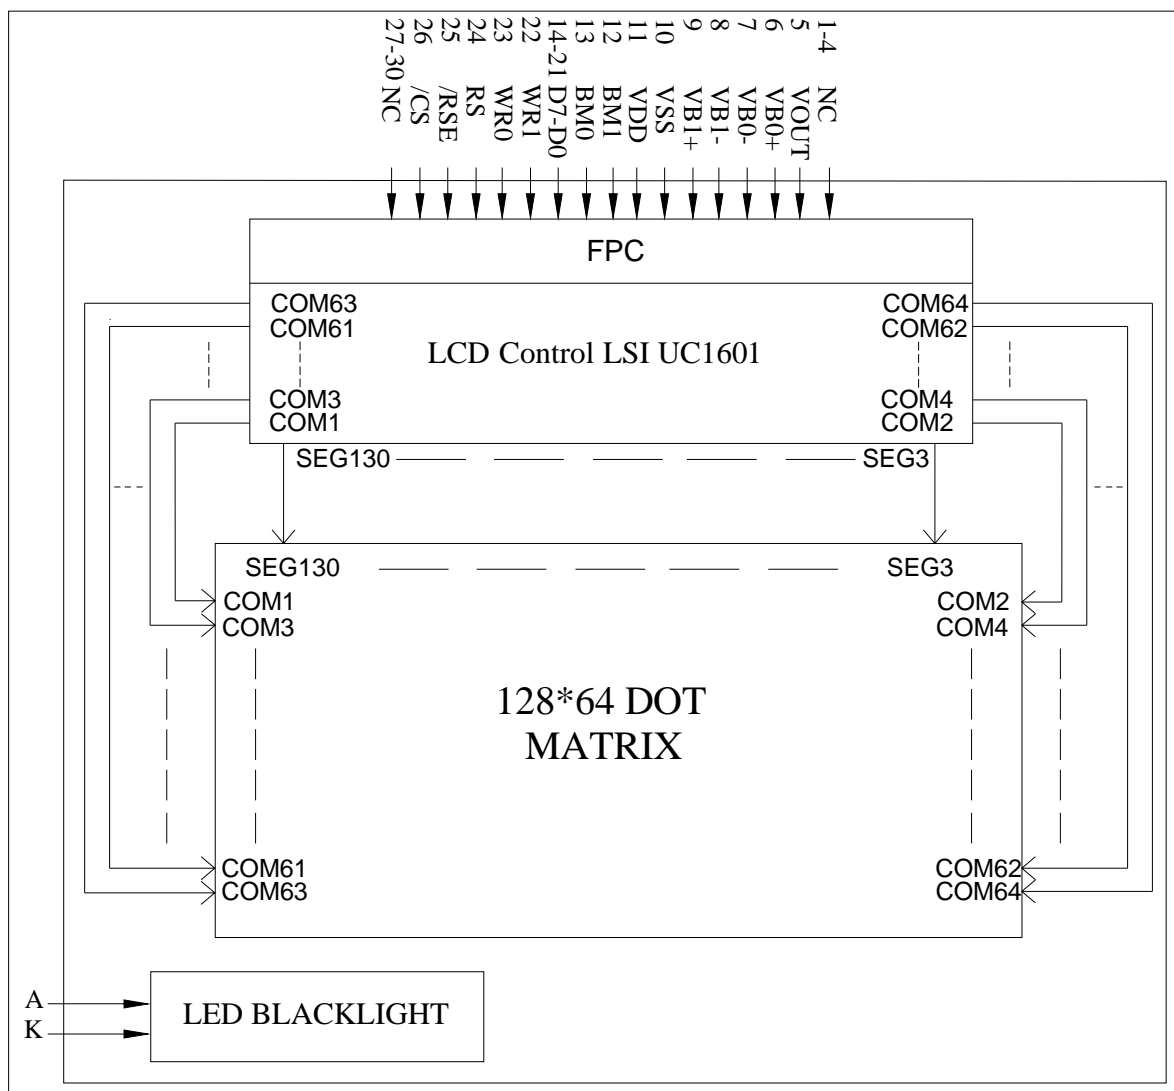 27-30 NC
26 /CS
25 /RSE
24 RS
23 WR0
22 WR1
14-21 D7-D0
13 BM0
12 BM1
11 VDD
10 VSS
9 VB1+
8 VB1-
7 VB0-
6 VB0+
5 VOUT
1-4 NC
FPC
COM63 COM64
COM61 COM62
LCD Control LSI UC1601
COM3 COM4
COM1 COM2
SEG130 SEG3
SEG130 SEG3
COM1 COM2
COM3 COM4
128*64 DOT
MATRIX
COM61 COM62
COM63 COM64
A
K
LED BLACKLIGHT